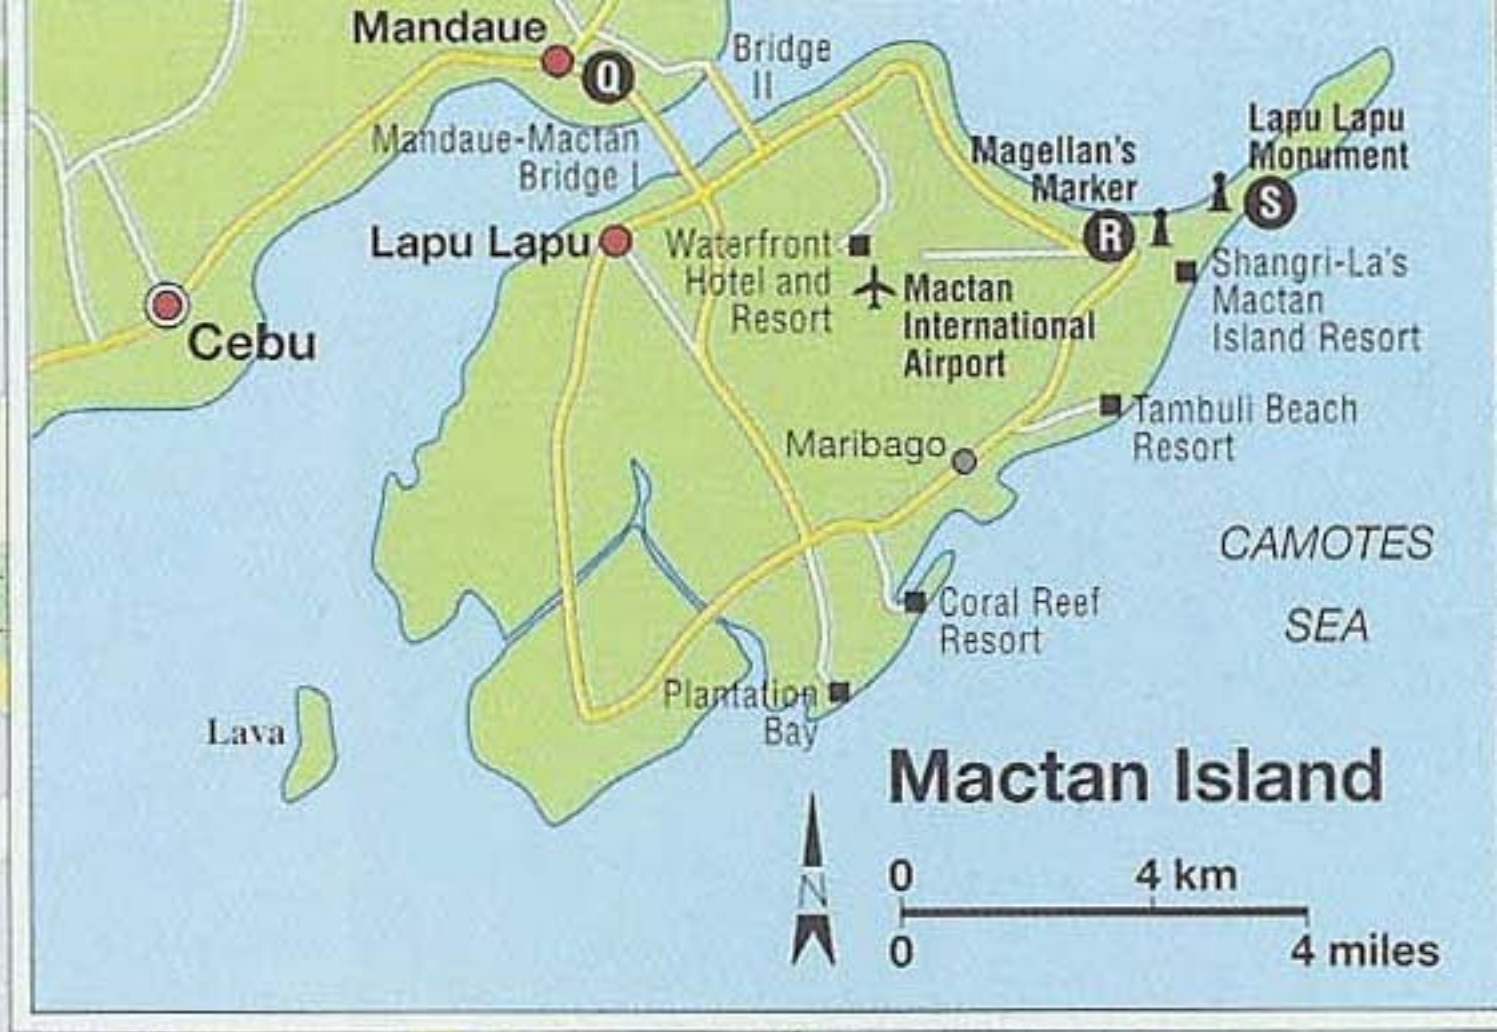 Mandaue
Q
Bridge
II
Mandaue-Mactan
Bridge I
Lapu Lapu
Monument
Magellan's
Marker
R
S
Lapu Lapu
Waterfront
Hotel and
Resort
Mactan
International
Airport
Shangri-La's
Mactan
Island Resort
Cebu
Tambuli Beach
Resort
Maribago
CAMOTES
SEA
Coral Reef
Resort
Plantation
Bay
Lava
Mactan Island
N
0 4 km
0 4 miles